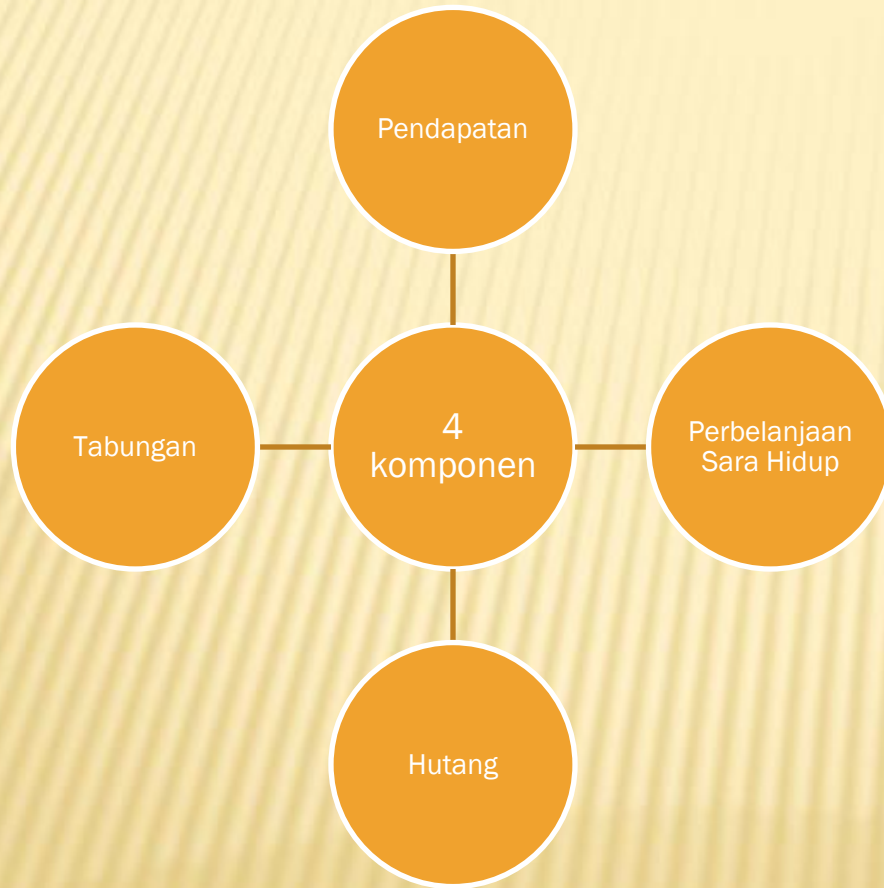 Pendapatan
Tabungan
4
komponen
Perbelanjaan
Sara Hidup
Hutang